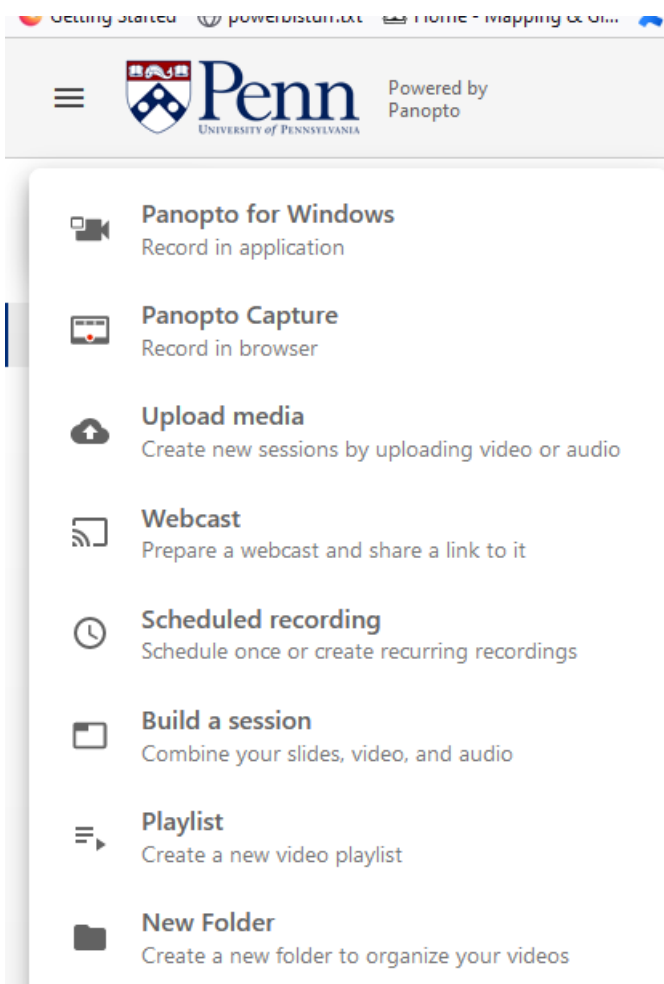 Getting Started powerbistuff.txt Home - Mapping & Gi...
Penn
UNIVERSITY of PENNSYLVANIA
Powered by
Panopto
Panopto for Windows
Record in application
Panopto Capture
Record in browser
Upload media
Create new sessions by uploading video or audio
Webcast
Prepare a webcast and share a link to it
Scheduled recording
Schedule once or create recurring recordings
Build a session
Combine your slides, video, and audio
Playlist
Create a new video playlist
New Folder
Create a new folder to organize your videos